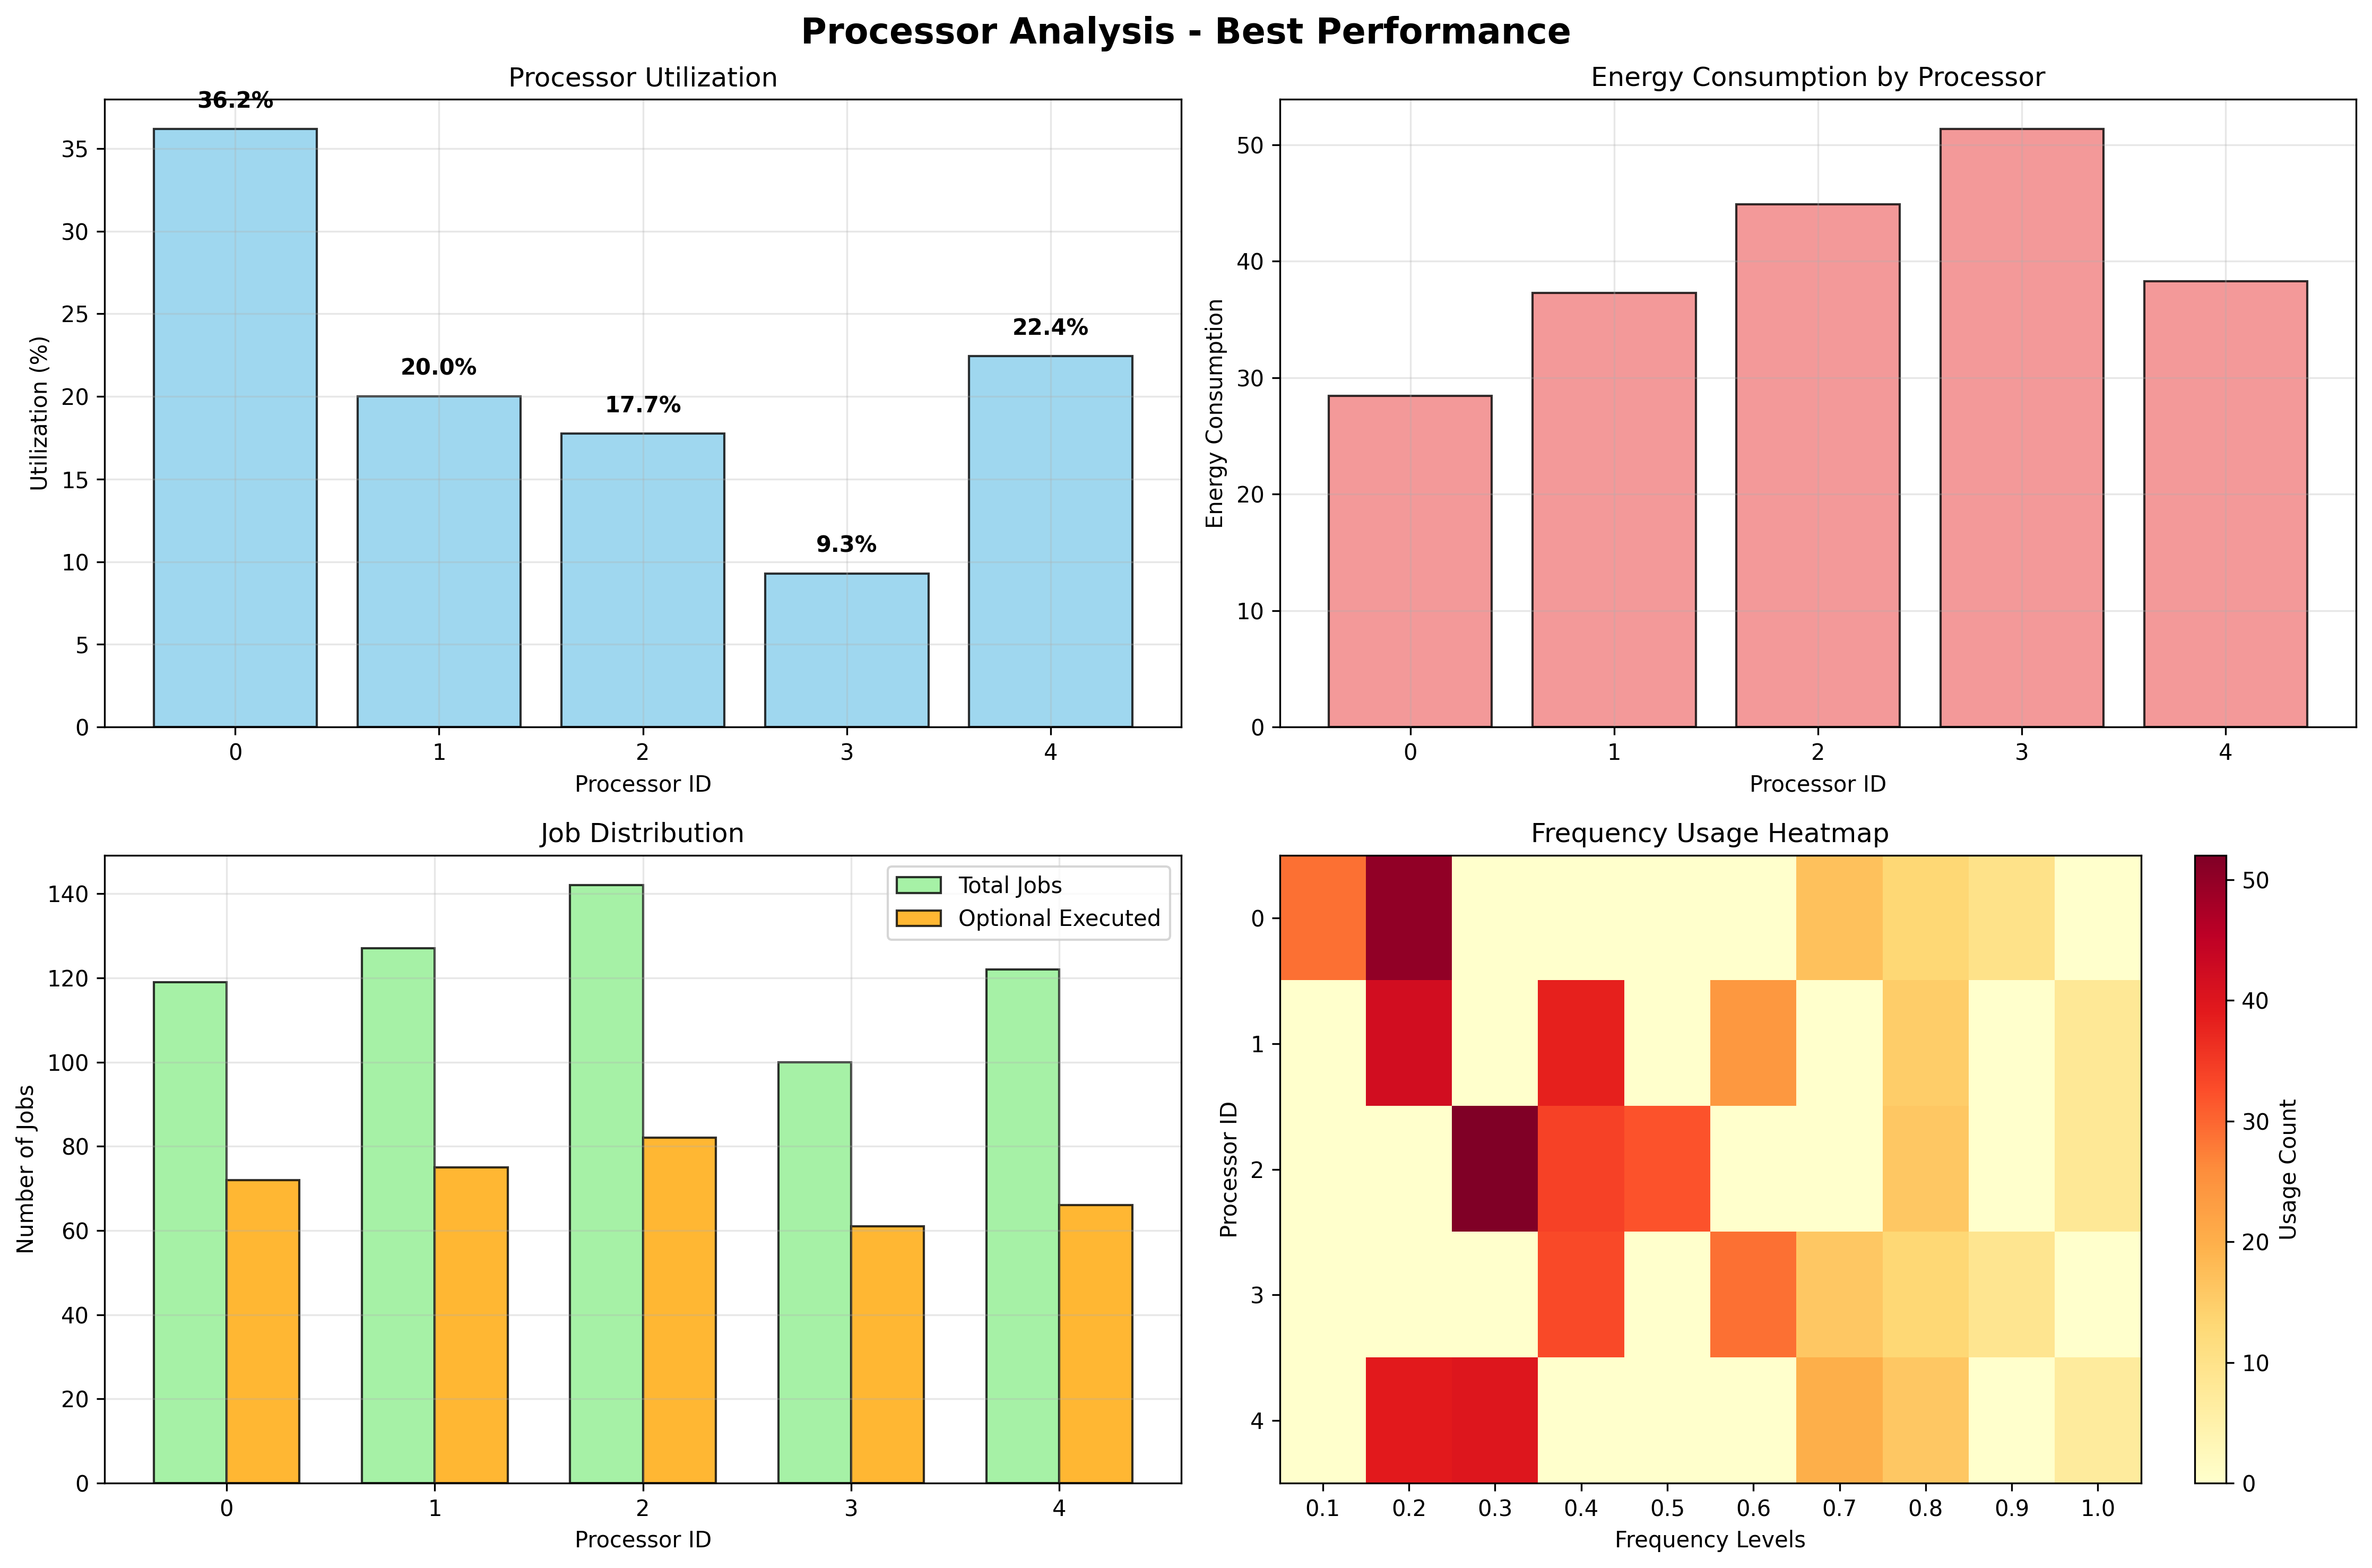 Processor Analysis - Best Performance
Processor Utilization
36.2%
20.0%
17.7%
9.3%
22.4%
35
30
25
20
15
10
5
0
Utilization (%)
0 1 2 3 4
Processor ID
Energy Consumption by Processor
50
40
30
20
10
0
Energy Consumption
0 1 2 3 4
Processor ID
Job Distribution
Total Jobs
Optional Executed
140
120
100
80
60
40
20
0
Number of Jobs
0 1 2 3 4
Processor ID
Frequency Usage Heatmap
0
1
2
3
4
Processor ID
0.1 0.2 0.3 0.4 0.5 0.6 0.7 0.8 0.9 1.0
Frequency Levels
50
40
30
20
10
0
Usage Count